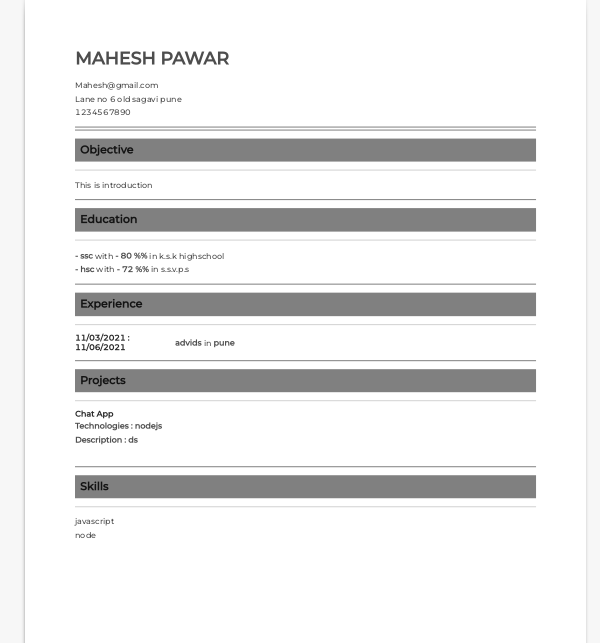 MAHESH PAWAR
Mahesh@gmail.com
Lane no 6 old sagavi pune
1234567890
Objective
This is introduction
Education
- ssc with - 80 %% in k.s.k highschool
- hsc with - 72 %% in s.s.v.p.s
Experience
11/03/2021 :
11/06/2021
advids in pune
Projects
Chat App
Technologies : nodejs
Description : ds
Skills
javascript
node